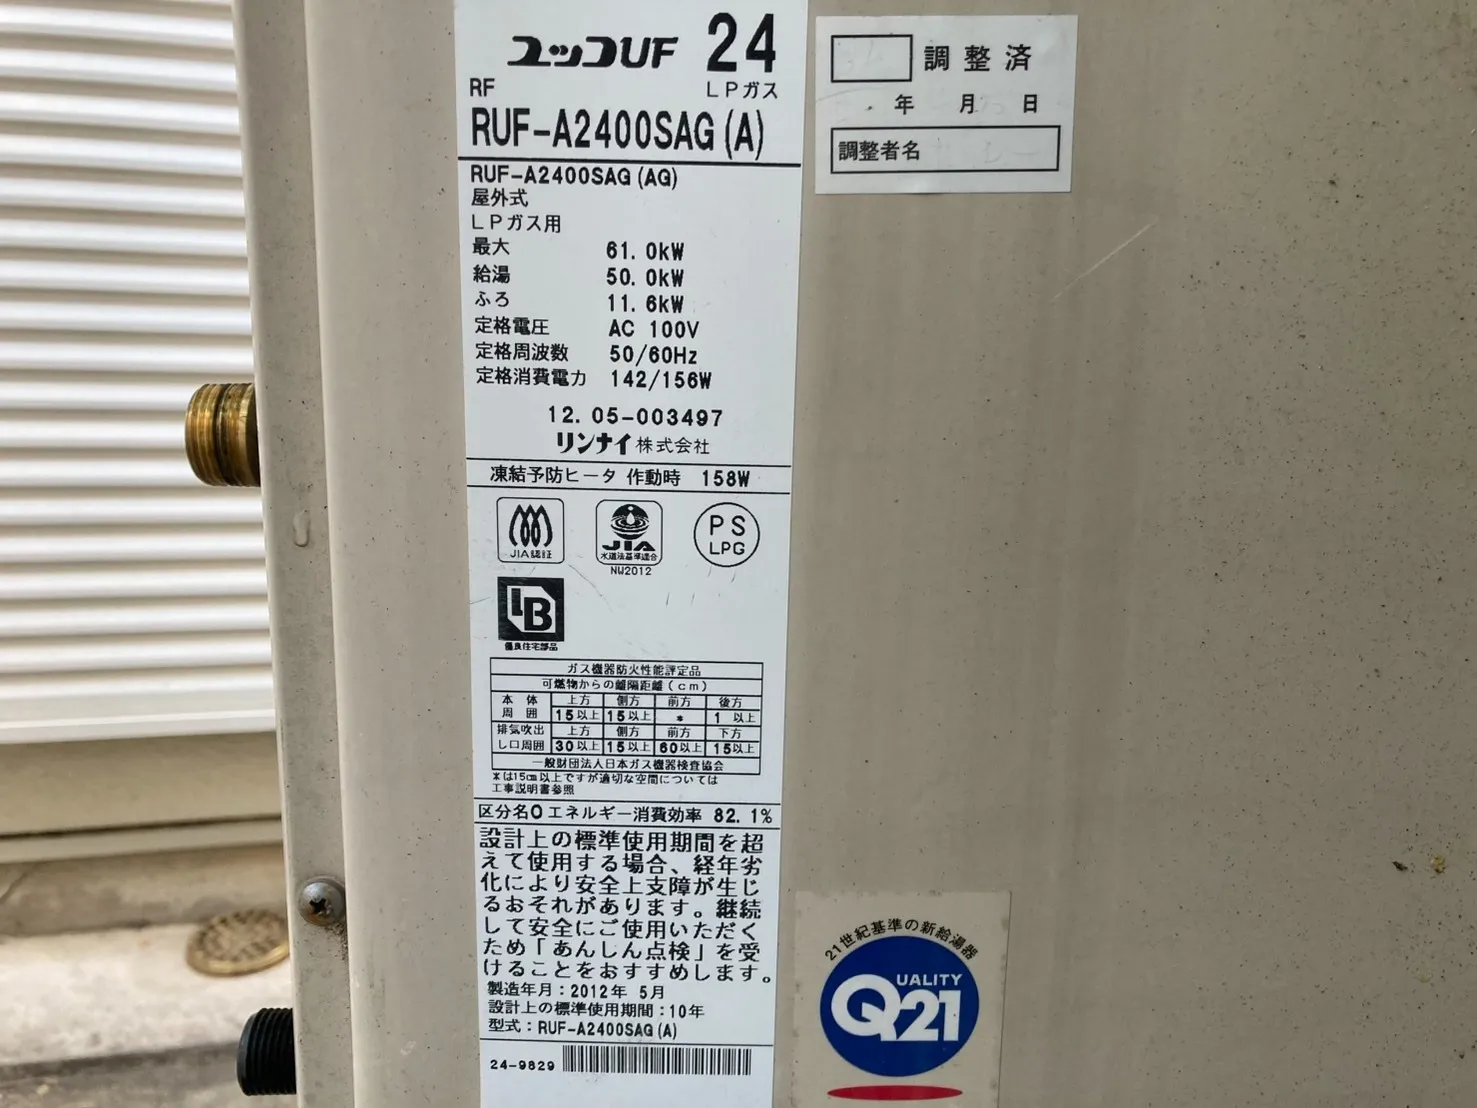 ユッコUF 24
RF
LPガス
RUF-A2400SAG(A)
RUF-A2400SAG(AG)
屋外式
LPガス用
最大 61.0kW
給湯 50.0kW
ふろ 11.6kW
定格電圧 AC 100V
定格周波数 50/60Hz
定格消費電力 142/156W
12.05-003497
リンナイ株式会社
凍結予防ヒータ 作動時 158W
JIA認証
JIA
水道法基準適合
NW2012
PS
LPG
LB
優良住宅部品
ガス機器防火性能評定品
可燃物からの離隔距離(cm)
本体 上方 側方 前方 後方
周囲 15以上 15以上 * 1以上
排気吹出 上方 側方 前方 下方
し口周囲 30以上 15以上 60以上 15以上
一般財団法人日本ガス機器検査協会
*は15cm以上ですが適切な空間については
工事説明書参照
区分名O エネルギー消費効率 82.1%
設計上の標準使用期間を超
えて使用する場合、経年劣
化により安全上支障が生じ
るおそれがあります。継続
して安全にご使用いただく
ため「あんしん点検」を受
けることをおすすめします。
製造年月:2012年 5月
設計上の標準使用期間:10年
型式:RUF-A2400SAG(A)
24-9829
調整済
年 月 日
調整者名
21世紀基準の新給湯器
QUALITY
Q21